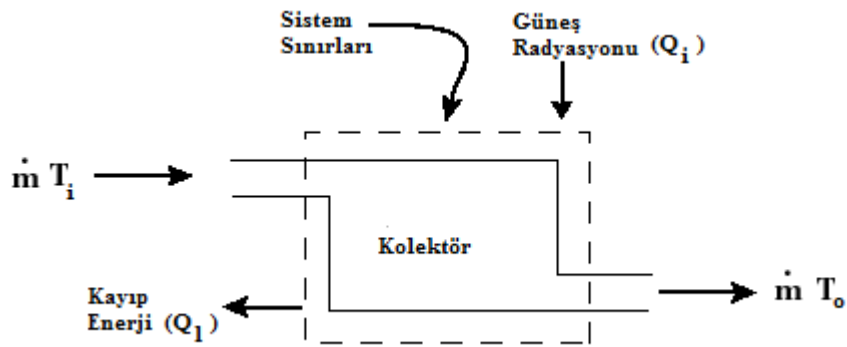 Sistem
Sınırları
Güneş
Radyasyonu (Qi)
ṁ Ti
Kolektör
Kayıp
Enerji (Ql)
ṁ To